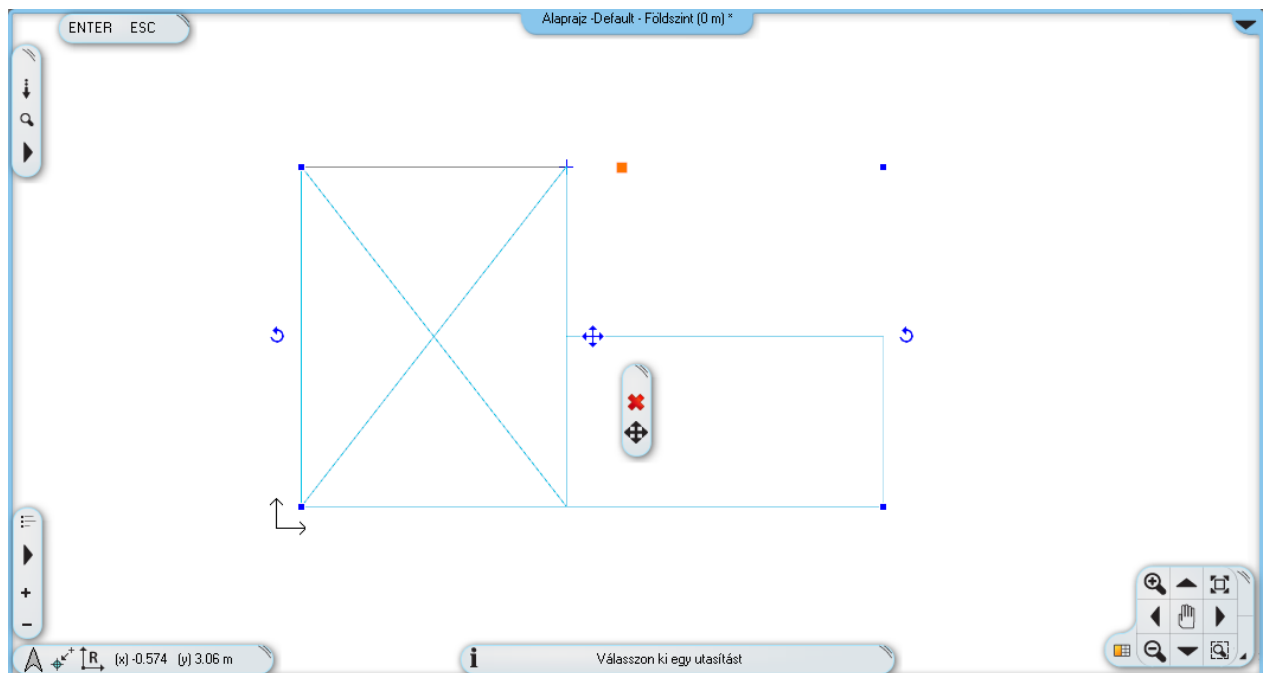 Alaprajz -Default - Földszint (0 m) *
ENTER ESC
R (x) -0.574 (y) 3.06 m
i Válasszon ki egy utasítást